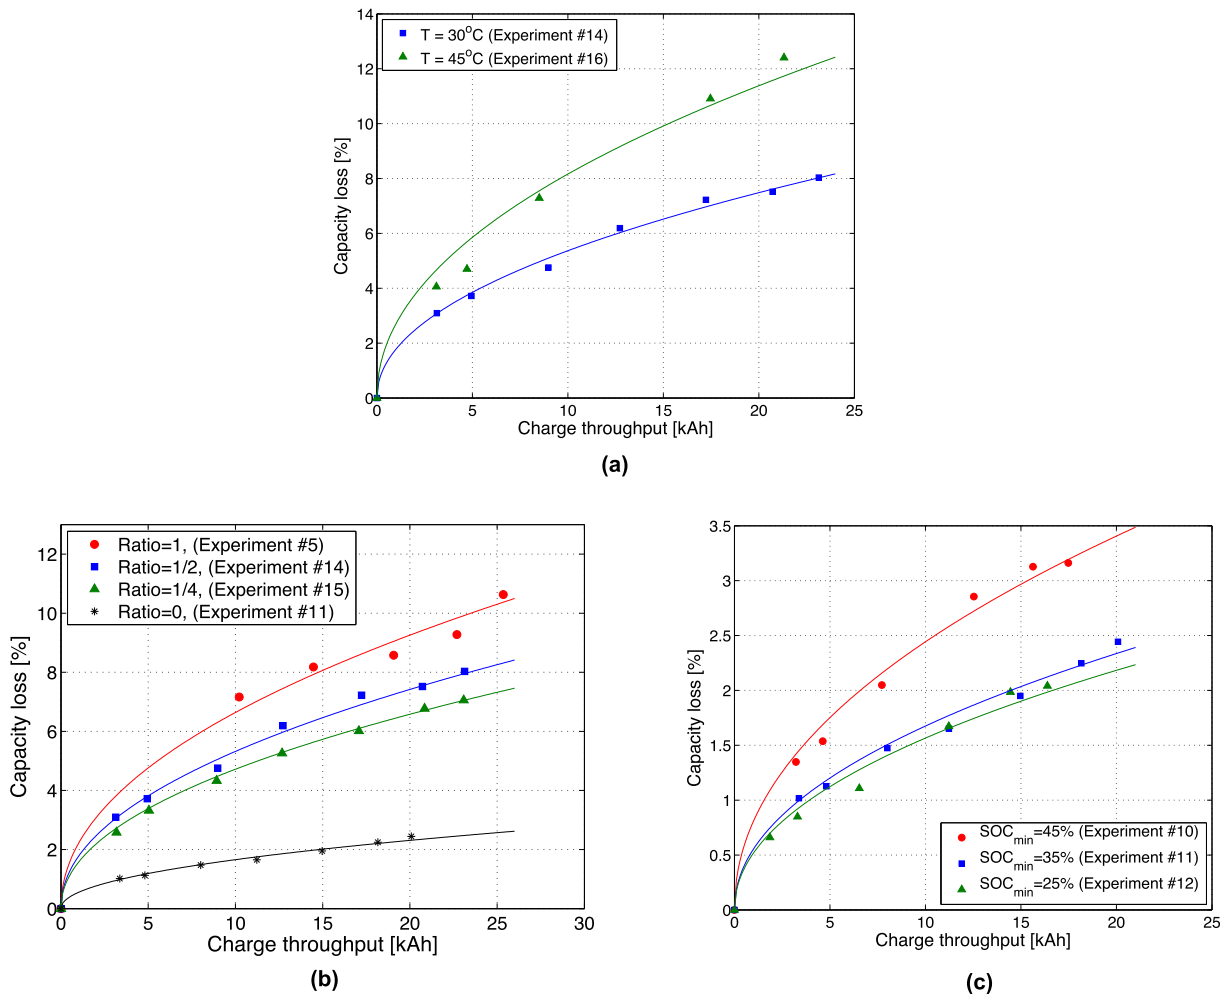 14
12
10
8
6
4
2
0
Capacity loss [%]
T = 30°C (Experiment #14)
T = 45°C (Experiment #16)
0 5 10 15 20 25
Charge throughput [kAh]
(a)
12
10
8
6
4
2
0
Capacity loss [%]
Ratio=1, (Experiment #5)
Ratio=1/2, (Experiment #14)
Ratio=1/4, (Experiment #15)
Ratio=0, (Experiment #11)
0 5 10 15 20 25 30
Charge throughput [kAh]
(b)
3.5
3
2.5
2
1.5
1
0.5
0
Capacity loss [%]
SOCmin=45% (Experiment #10)
SOCmin=35% (Experiment #11)
SOCmin=25% (Experiment #12)
0 5 10 15 20 25
Charge throughput [kAh]
(c)